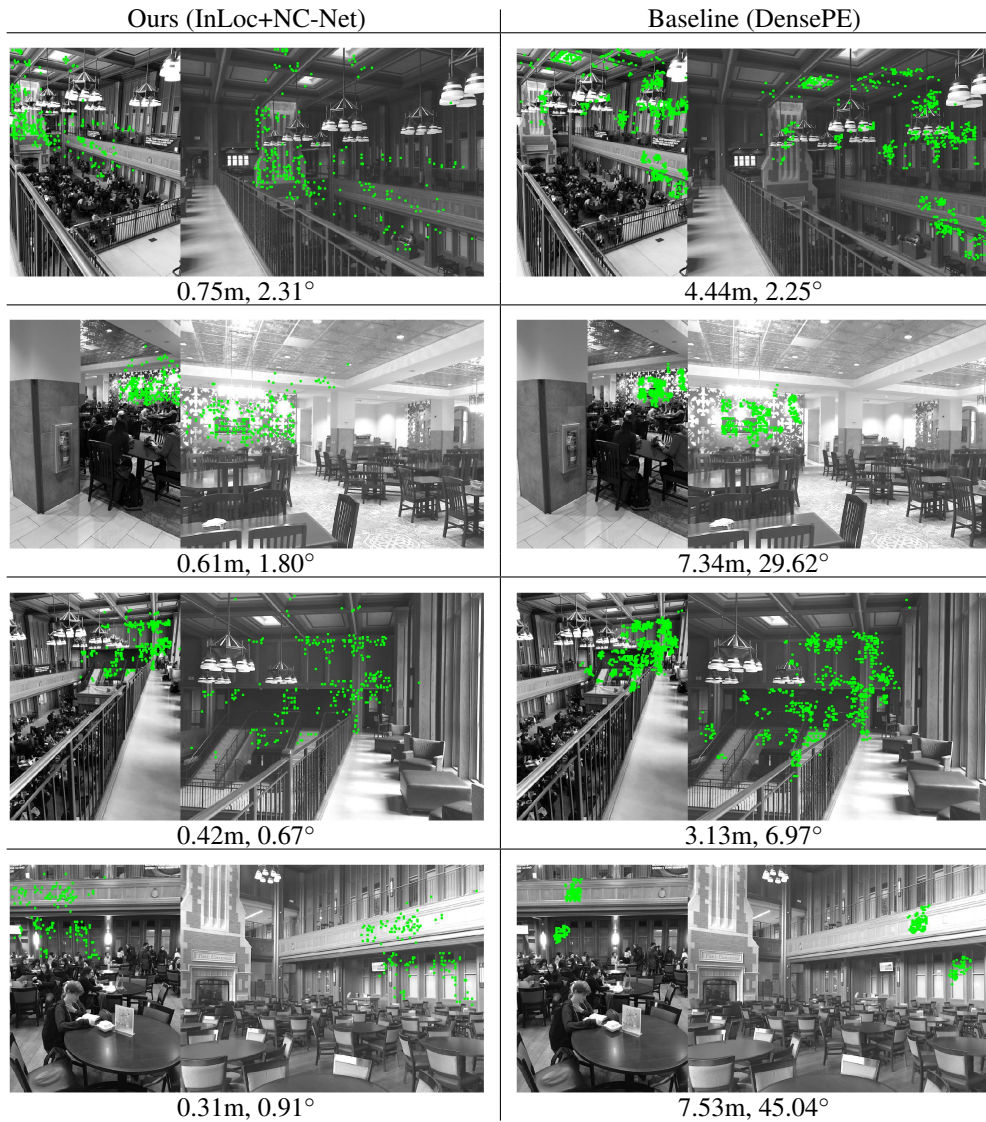 Ours (InLoc+NC-Net) Baseline (DensePE)
0.75m, 2.31° 4.44m, 2.25°
0.61m, 1.80° 7.34m, 29.62°
0.42m, 0.67° 3.13m, 6.97°
0.31m, 0.91° 7.53m, 45.04°